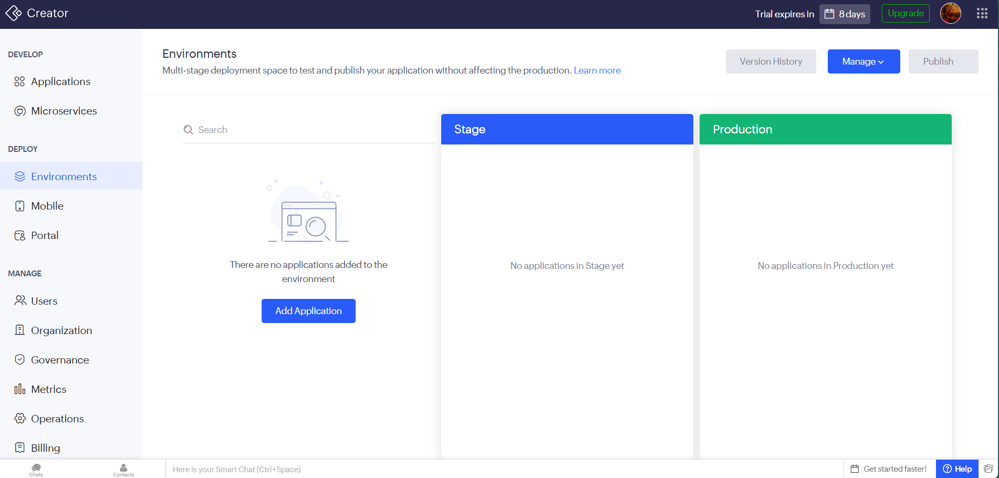 Creator
Trial expires in
8 days
Upgrade
DEVELOP
Applications
Microservices
DEPLOY
Environments
Mobile
Portal
MANAGE
Users
Organization
Governance
Metrics
Operations
Billing
Environments
Multi-stage deployment space to test and publish your application without affecting the production. Learn more
Version History
Manage
Publish
Search
There are no applications added to the
environment
Add Application
Stage
No applications in Stage yet
Production
No applications in Production yet
Chats
Contacts
Here is your Smart Chat (Ctrl+Space)
Get started faster!
Help